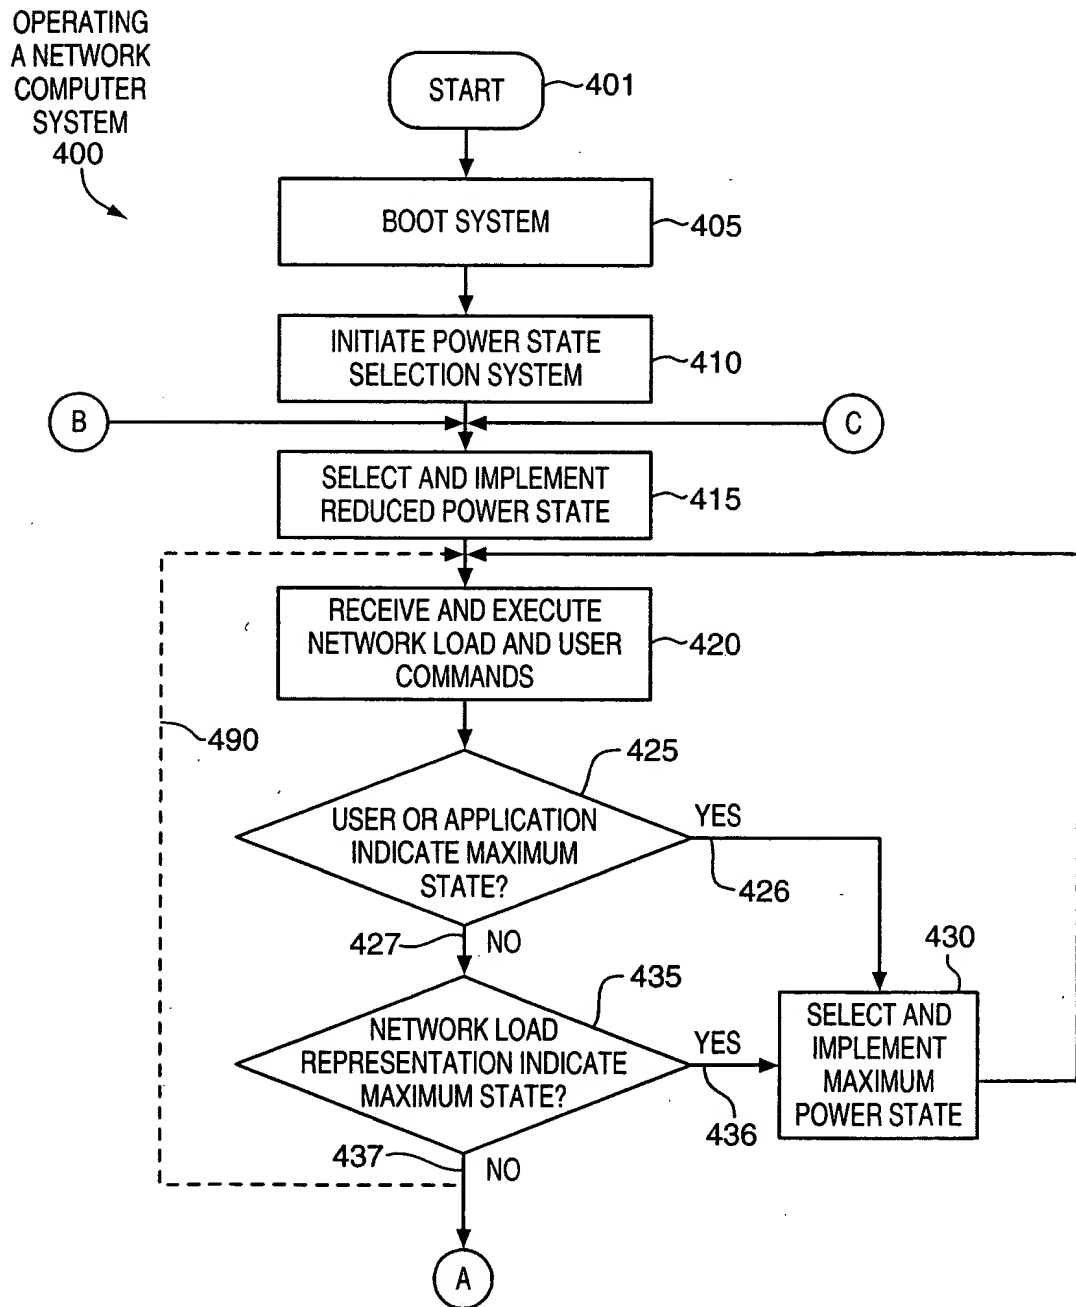 OPERATING
A NETWORK
COMPUTER
SYSTEM
400
START
401
BOOT SYSTEM
405
INITIATE POWER STATE
SELECTION SYSTEM
410
B
C
SELECT AND IMPLEMENT
REDUCED POWER STATE
415
RECEIVE AND EXECUTE
NETWORK LOAD AND USER
COMMANDS
420
490
425
USER OR APPLICATION
INDICATE MAXIMUM
STATE?
YES
426
427
NO
430
SELECT AND
IMPLEMENT
MAXIMUM
POWER STATE
435
NETWORK LOAD
REPRESENTATION INDICATE
MAXIMUM STATE?
YES
436
437
NO
A